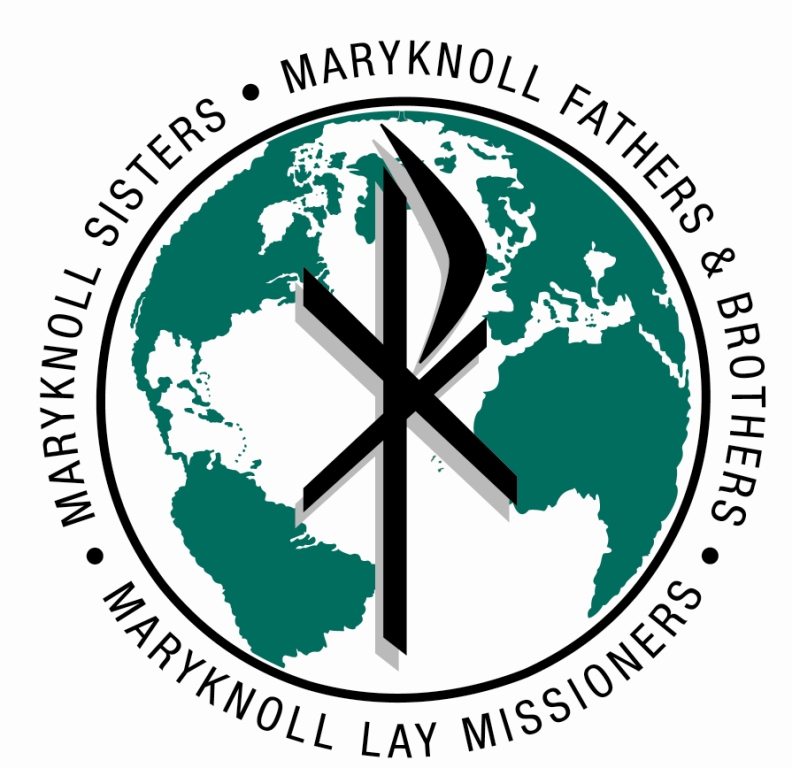 MARYKNOLL SISTERS • MARYKNOLL FATHERS & BROTHERS •
MARYKNOLL LAY MISSIONERS •